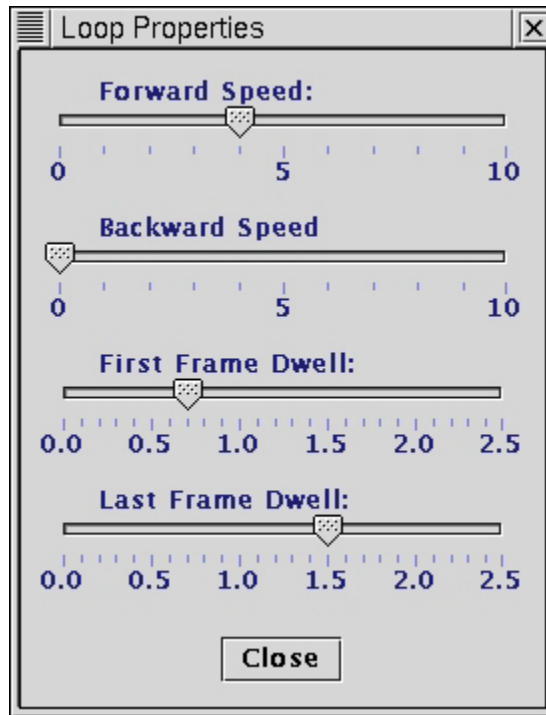 Loop Properties
Forward Speed:
0 5 10
Backward Speed
0 5 10
First Frame Dwell:
0.0 0.5 1.0 1.5 2.0 2.5
Last Frame Dwell:
0.0 0.5 1.0 1.5 2.0 2.5
Close